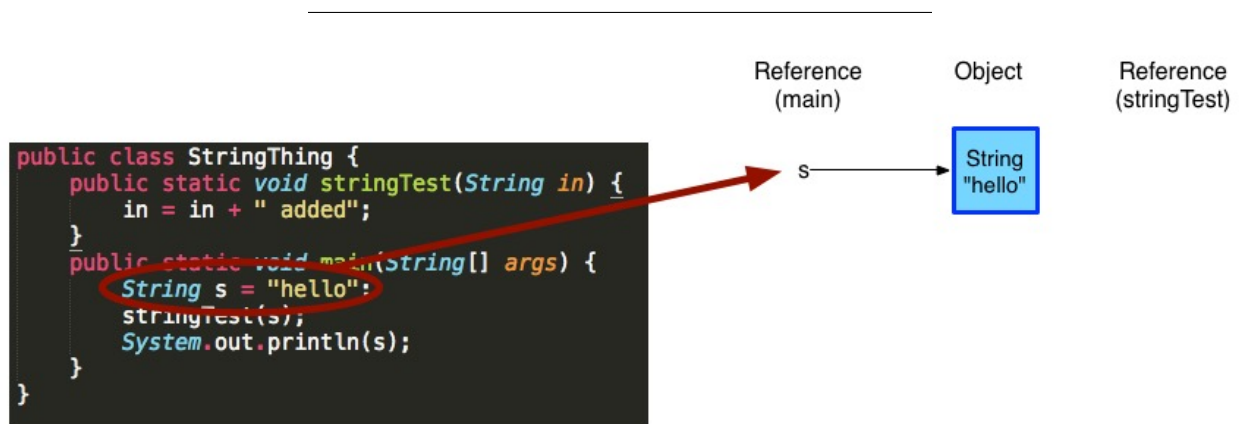 Reference
(main)
Object
Reference
(stringTest)
public class StringThing {
public static void stringTest(String in) {
in = in + " added";
}
public static void main(String[] args) {
String s = "hello";
stringTest(s);
System.out.println(s);
}
}
s
String
"hello"